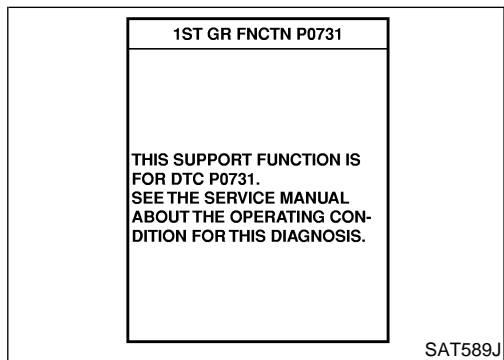 1ST GR FNCTN P0731
THIS SUPPORT FUNCTION IS
FOR DTC P0731.
SEE THE SERVICE MANUAL
ABOUT THE OPERATING CON-
DITION FOR THIS DIAGNOSIS.
SAT589J